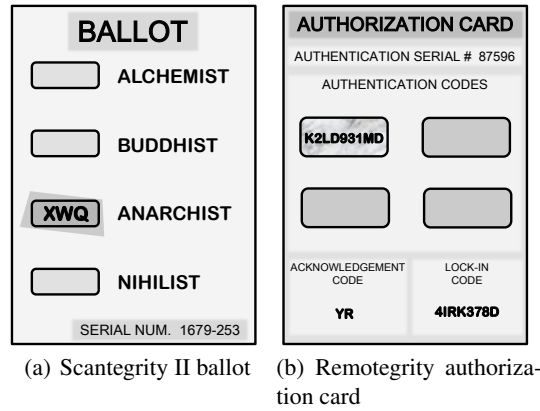 BALLOT
ALCHEMIST
BUDDHIST
XWQ ANARCHIST
NIHILIST
SERIAL NUM. 1679-253
(a) Scantegrity II ballot
AUTHORIZATION CARD
AUTHENTICATION SERIAL # 87596
AUTHENTICATION CODES
K2LD931MD
ACKNOWLEDGEMENT
CODE
YR
LOCK-IN
CODE
4IRK378D
(b) Remotegrity authoriza-
tion card